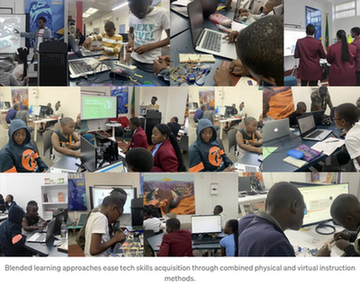 Blended learning approaches ease tech skills acquisition through combined physical and virtual instruction
methods.